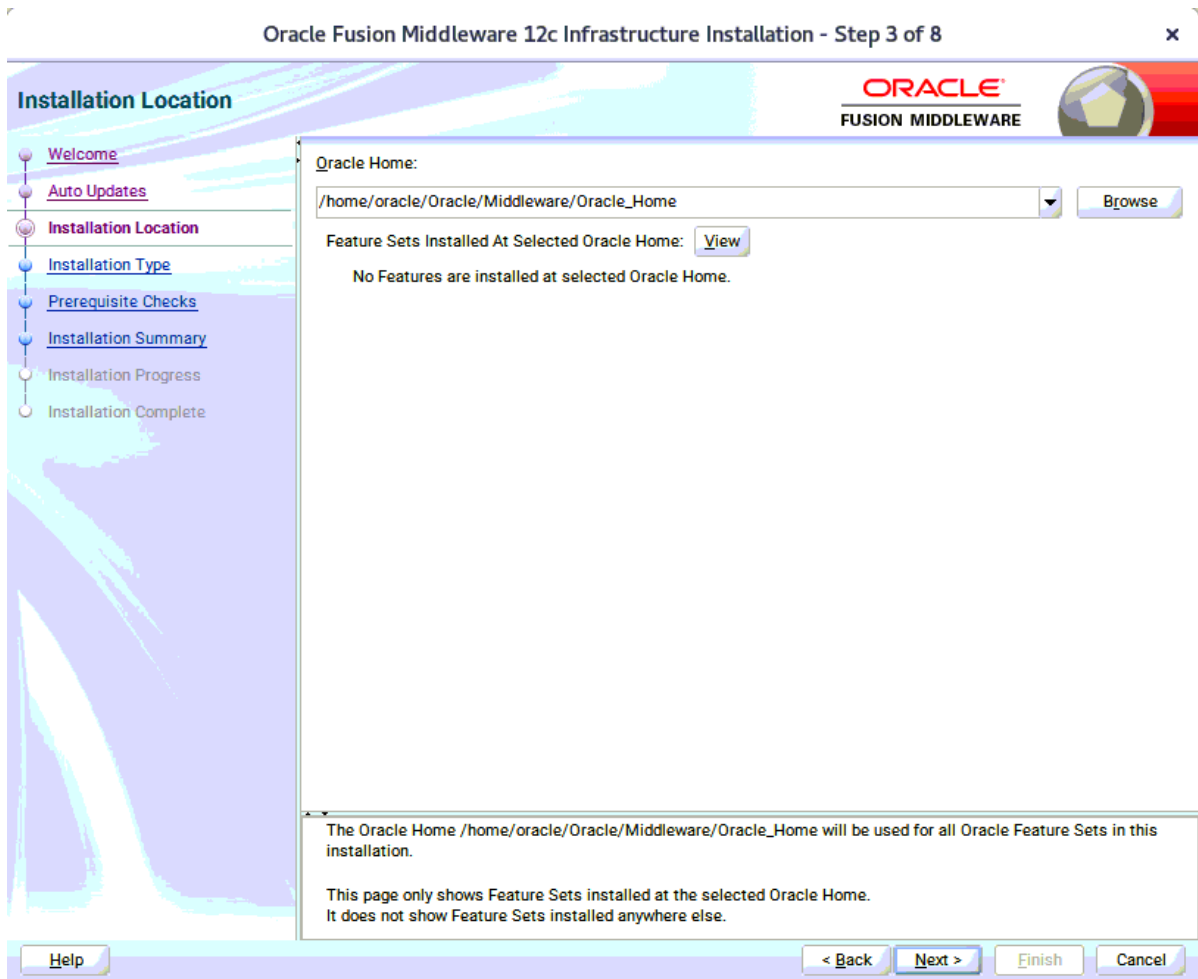 Oracle Fusion Middleware 12c Infrastructure Installation - Step 3 of 8
Installation Location
ORACLE
FUSION MIDDLEWARE
Welcome
Auto Updates
Installation Location
Installation Type
Prerequisite Checks
Installation Summary
Installation Progress
Installation Complete
Oracle Home:
/home/oracle/Oracle/Middleware/Oracle_Home
Browse
Feature Sets Installed At Selected Oracle Home: View
No Features are installed at selected Oracle Home.
The Oracle Home /home/oracle/Oracle/Middleware/Oracle_Home will be used for all Oracle Feature Sets in this
installation.
This page only shows Feature Sets installed at the selected Oracle Home.
It does not show Feature Sets installed anywhere else.
Help
< Back
Next >
Finish
Cancel